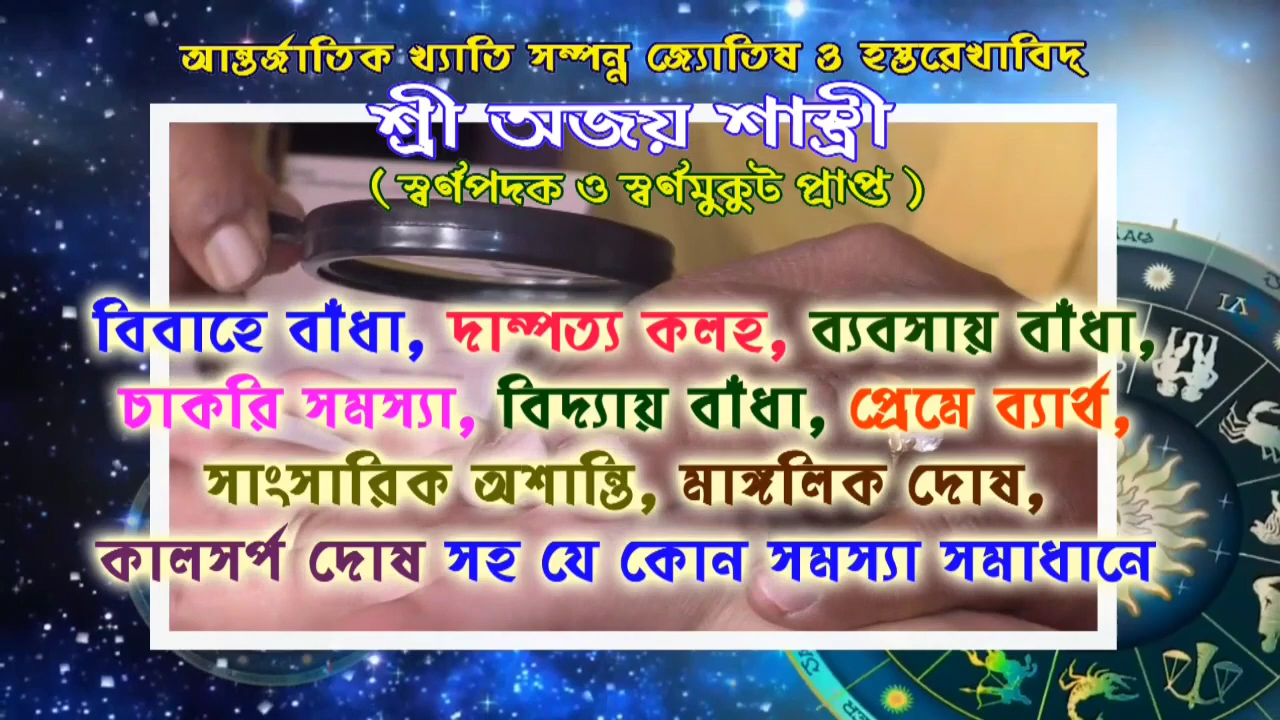 আন্তর্জাতিক খ্যাতি সম্পন্ন জ্যোতিষ ও হস্তরেখাবিদ্
শ্রী অজয় শাস্ত্রী
( স্বর্ণপদক ও স্বর্ণমুকুট প্রাপ্ত )
বিবাহে বাঁধা, দাম্পত্য কলহ, ব্যবসায় বাঁধা,
চাকরি সমস্যা, বিদ্যায় বাঁধা, প্রেমে ব্যার্থ,
সাংসারিক অশান্তি, মাঙ্গলিক দোষ,
কালসর্প দোষ সহ যে কোন সমস্যা সমাধানে
VI